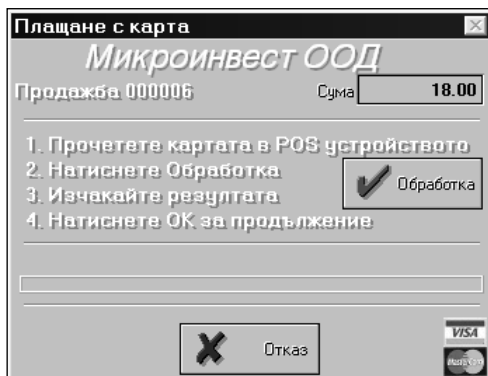 Плащане с карта
Микроинвест ООД
Продажба 000006 Сума 18.00
1. Прочетете картата в POS устройството
2. Натиснете Обработка
3. Изчакайте резултата
4. Натиснете ОК за продължение
Обработка
Отказ
VISA
MasterCard